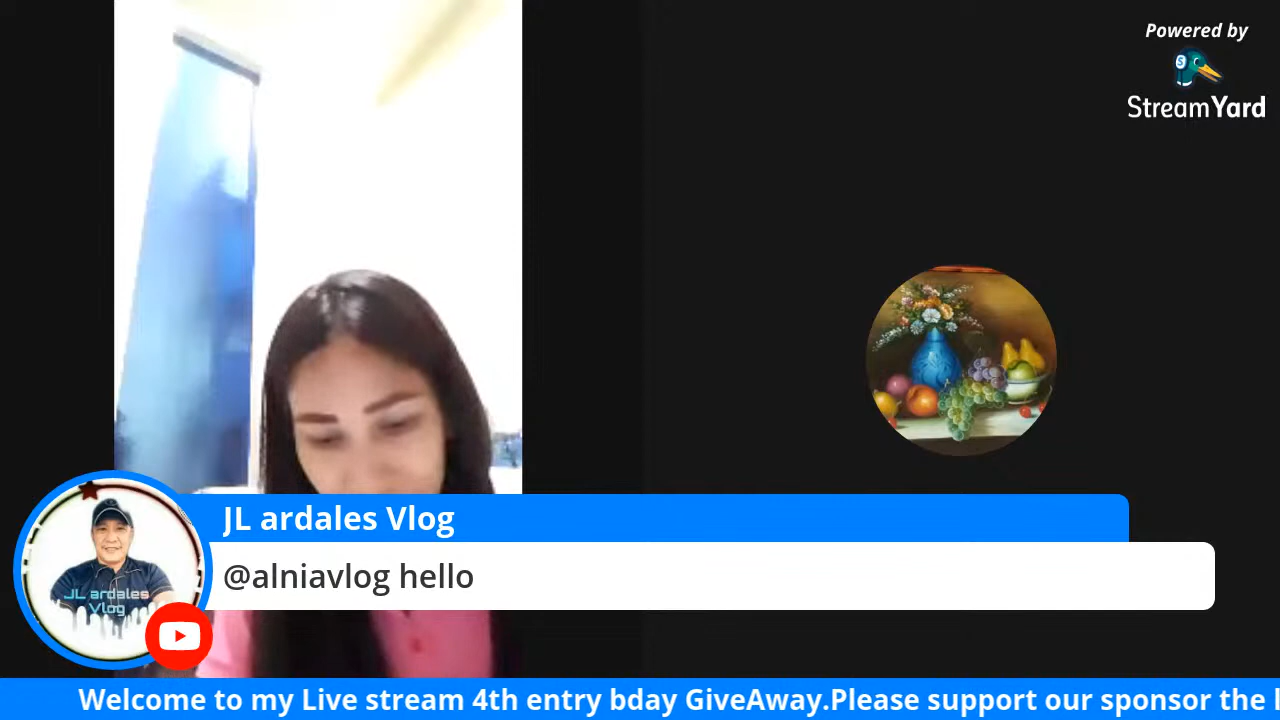 Powered by
StreamYard
JL ardales Vlog
@alniavlog hello
JL ardales
Vlog
Welcome to my Live stream 4th entry bday GiveAway.Please support our sponsor the